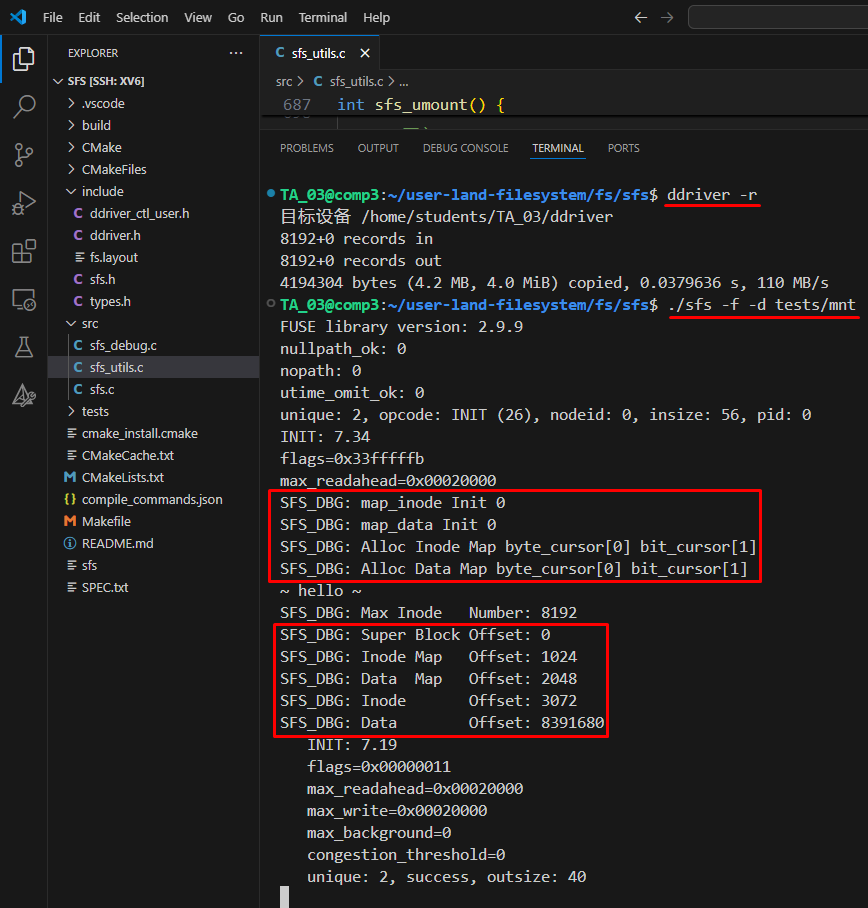 File Edit Selection View Go Run Terminal Help
EXPLORER
SFS [SSH: XV6]
.vscode
build
CMake
CMakeFiles
include
C ddriver_ctl_user.h
C ddriver.h
fs.layout
C sfs.h
C types.h
src
C sfs_debug.c
C sfs_utils.c
C sfs.c
tests
cmake_install.cmake
CMakeCache.txt
M CMakeLists.txt
{} compile_commands.json
M Makefile
README.md
sfs
SPEC.txt
C sfs_utils.c
src > C sfs_utils.c > ...
687 int sfs_umount() {
PROBLEMS OUTPUT DEBUG CONSOLE TERMINAL PORTS
TA_03@comp3:~/user-land-filesystem/fs/sfs$ ddriver -r
目标设备 /home/students/TA_03/ddriver
8192+0 records in
8192+0 records out
4194304 bytes (4.2 MB, 4.0 MiB) copied, 0.0379636 s, 110 MB/s
TA_03@comp3:~/user-land-filesystem/fs/sfs$ ./sfs -f -d tests/mnt
FUSE library version: 2.9.9
nullpath_ok: 0
nopath: 0
utime_omit_ok: 0
unique: 2, opcode: INIT (26), nodeid: 0, insize: 56, pid: 0
INIT: 7.34
flags=0x33fffffb
max_readahead=0x00020000
SFS_DBG: map_inode Init 0
SFS_DBG: map_data Init 0
SFS_DBG: Alloc Inode Map byte_cursor[0] bit_cursor[1]
SFS_DBG: Alloc Data Map byte_cursor[0] bit_cursor[1]
~ hello ~
SFS_DBG: Max Inode   Number: 8192
SFS_DBG: Super Block Offset: 0
SFS_DBG: Inode Map   Offset: 1024
SFS_DBG: Data  Map   Offset: 2048
SFS_DBG: Inode       Offset: 3072
SFS_DBG: Data        Offset: 8391680
INIT: 7.19
flags=0x00000011
max_readahead=0x00020000
max_write=0x00020000
max_background=0
congestion_threshold=0
unique: 2, success, outsize: 40